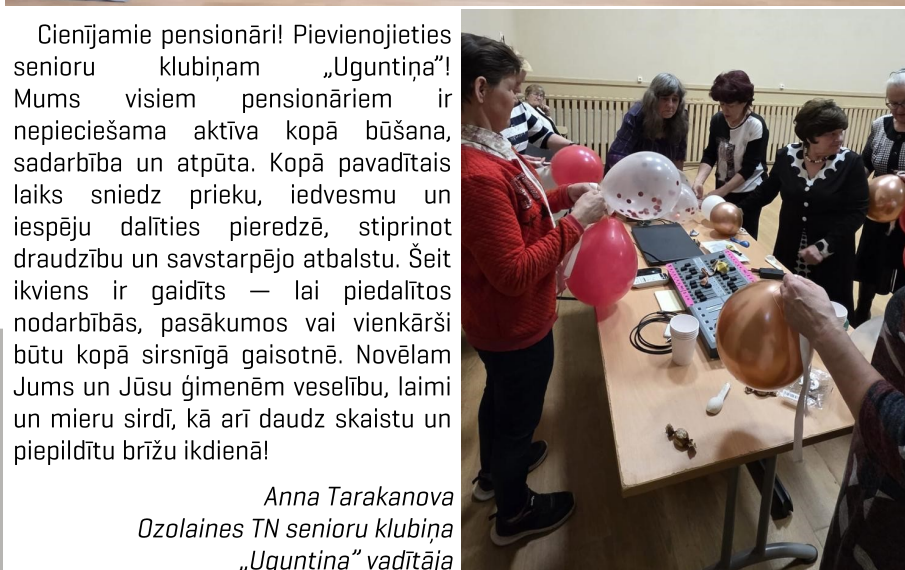 Cienījamie pensionāri! Pievienojieties
senioru klubiņam „Uguntiņa”!
Mums visiem pensionāriem ir
nepieciešama aktīva kopā būšana,
sadarbība un atpūta. Kopā pavadītais
laiks sniedz prieku, iedvesmu un
iespēju dalīties pieredzē, stiprinot
draudzību un savstarpējo atbalstu. Šeit
ikviens ir gaidīts — lai piedalītos
nodarbībās, pasākumos vai vienkārši
būtu kopā sirsnīgā gaisotnē. Novēlam
Jums un Jūsu ģimenēm veselību, laimi
un mieru sirdī, kā arī daudz skaistu un
piepildītu brīžu ikdienā!
Anna Tarakanova
Ozolaines TN senioru klubiņa
„Uguntiņa” vadītāja